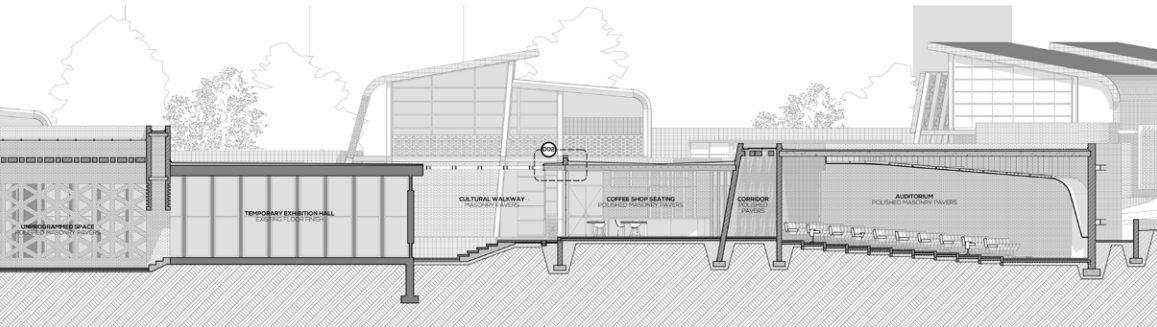 002
UNPROGRAMMED SPACE
POLISHED MASONRY PAVERS
TEMPORARY EXHIBITION HALL
EXISTING FLOOR FINISH
CULTURAL WALKWAY
MASONRY PAVERS
COFFEE SHOP SEATING
POLISHED MASONRY PAVERS
CORRIDOR
POLISHED
PAVERS
AUDITORIUM
POLISHED MASONRY PAVERS